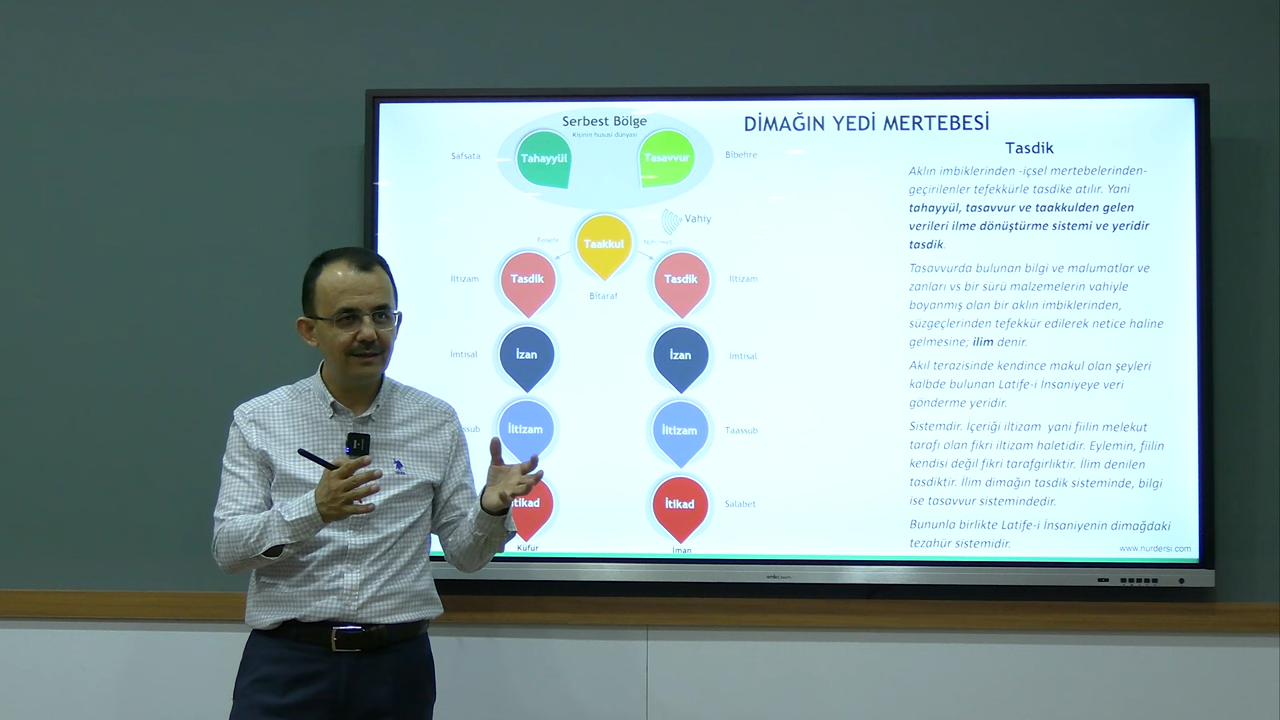 Serbest Bölge
Kişinin hususi dünyası
DİMAĞIN YEDİ MERTEBESİ
Safsata
Tahayyül
Tasavvur
Bîbehre
Vahiy
Taakkul
Bîtaraf
İltizam
Tasdik
Tasdik
İltizam
İmtisal
İzan
İzan
İmtisal
İltizam
İltizam
Taassub
İtikad
Salabet
Küfür
İman
Tasdik
Aklın imbiklerinden -içsel mertebelerinden-
geçirilenler tefekkürle tasdike atılır. Yani
tahayyül, tasavvur ve taakkulden gelen
verileri ilme dönüştürme sistemi ve yeridir
tasdik.
Tasavvurda bulunan bilgi ve malumatlar ve
zanları vs bir sürü malzemelerin vahiyle
boyanmış olan bir aklın imbiklerinden,
süzgeçlerinden tefekkür edilerek netice haline
gelmesine; ilim denir.
Akıl terazisinde kendince makul olan şeyleri
kalbde bulunan Latife-i İnsaniyeye veri
gönderme yeridir.
Sistemdir. İçeriği iltizam yani fiilin melekut
tarafı olan fikri iltizam haletidir. Eylemin, fiilin
kendisi değil fikri tarafgirliktir. İlim denilen
tasdiktir. İlim dimağın tasdik sisteminde, bilgi
ise tasavvur sistemindedir.
Bununla birlikte Latife-i İnsaniyenin dimağdaki
tezahür sistemidir.
www.nurdersi.com